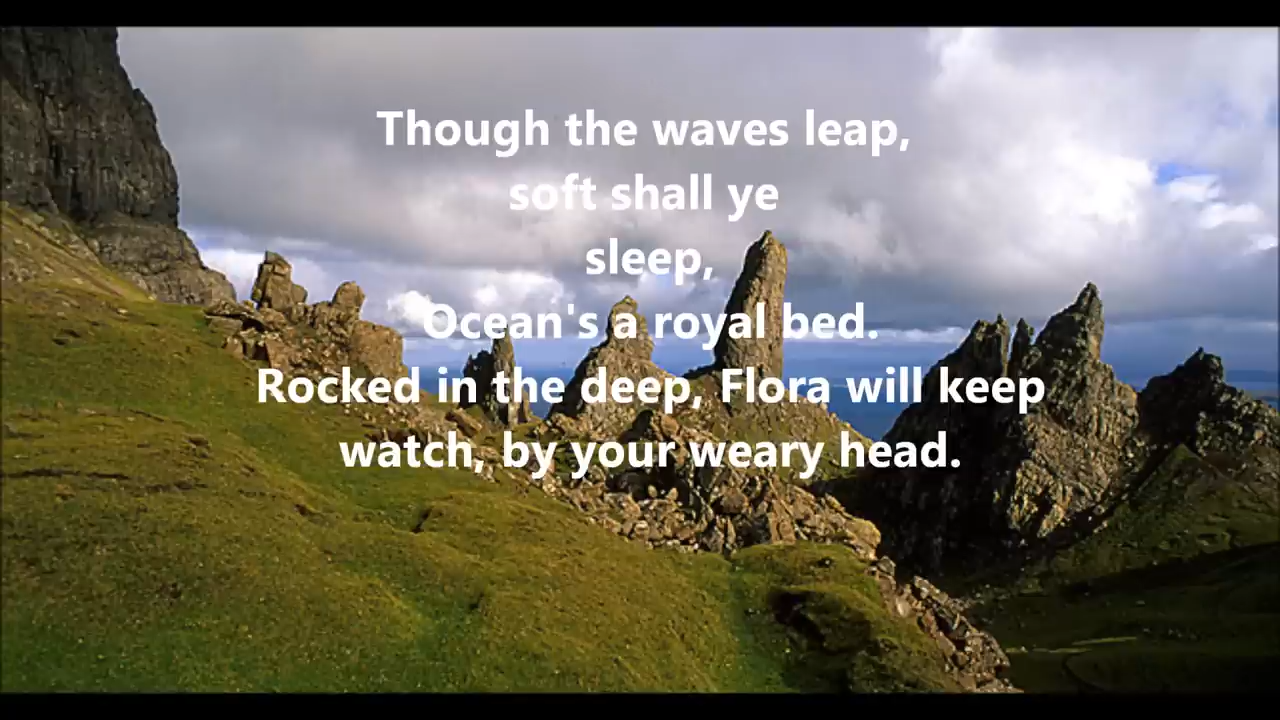 Though the waves leap,
soft shall ye
sleep,
Ocean's a royal bed.
Rocked in the deep, Flora will keep
watch, by your weary head.